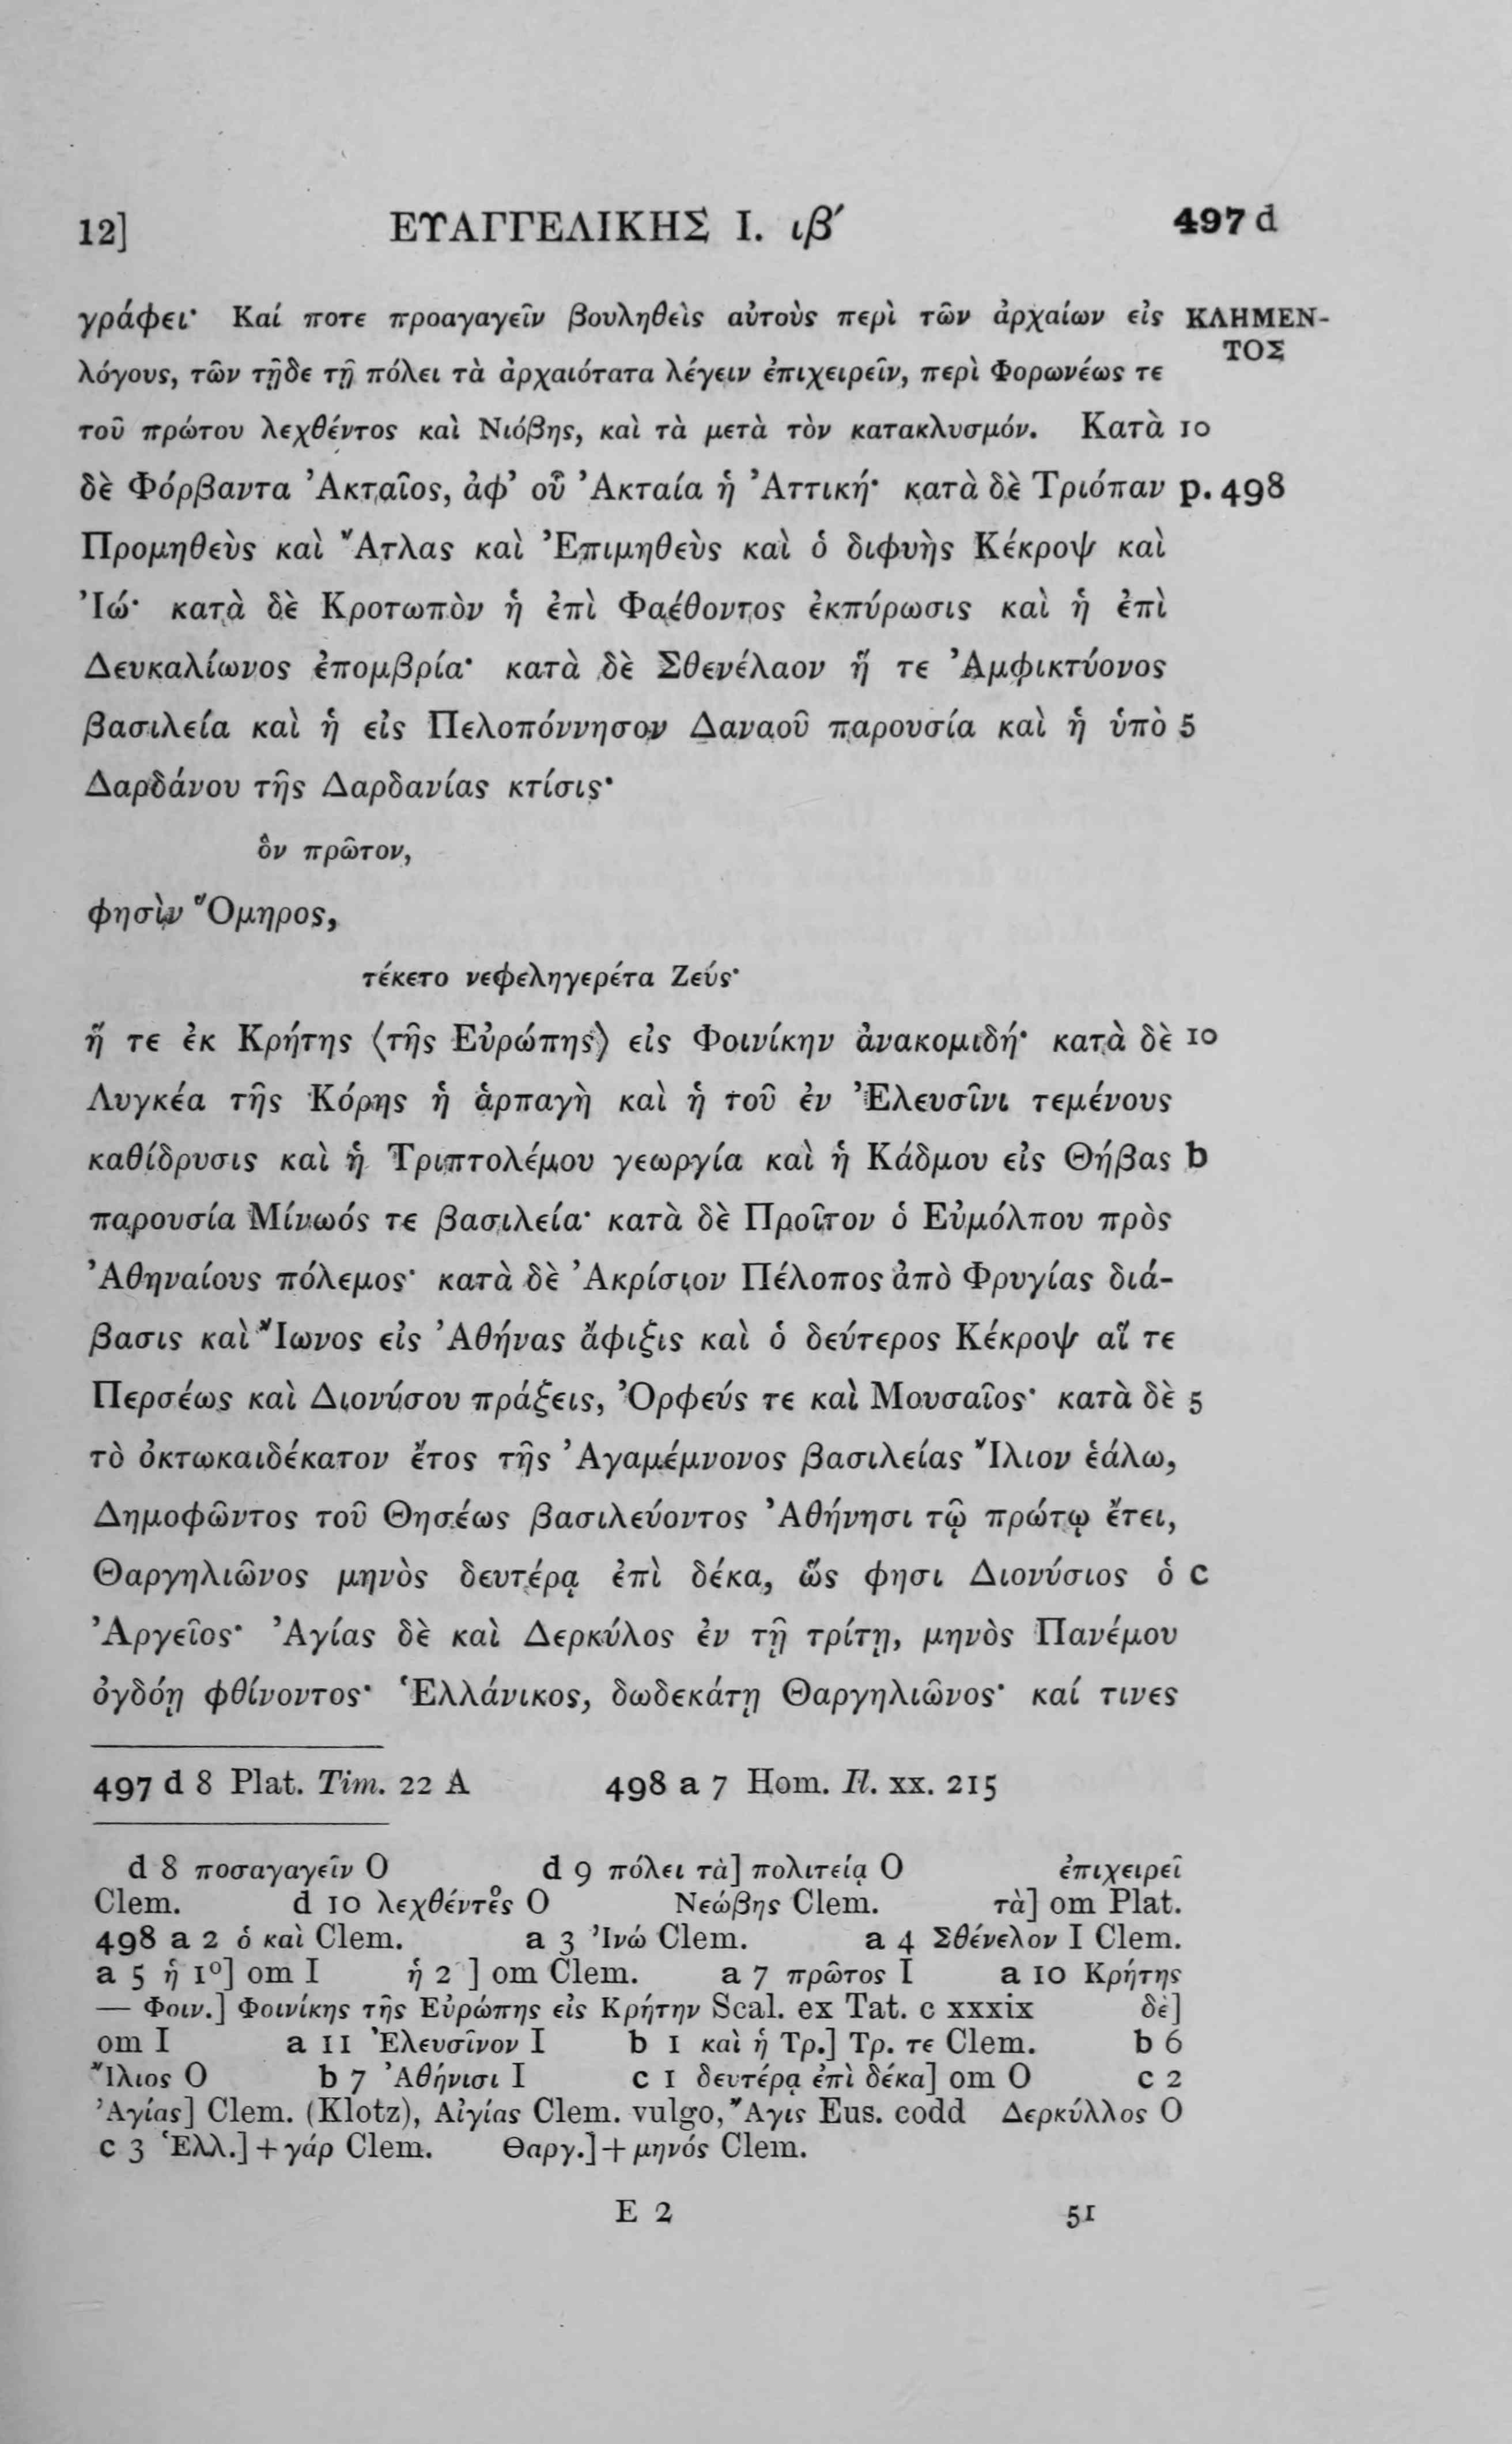 12] ΕΥΑΓΓΕΛΙΚΗΣ Ι. ιβ′ 497 d
γράφει· Καί ποτε προαγαγεῖν βουληθεὶς αὐτοὺς περὶ τῶν ἀρχαίων εἰς ΚΛΗΜΕΝ-
ΤΟΣ
λόγους, τῶν τῇδε τῇ πόλει τὰ ἀρχαιότατα λέγειν ἐπιχειρεῖν, περὶ Φορωνέως τε
τοῦ πρώτου λεχθέντος καὶ Νιόβης, καὶ τὰ μετὰ τὸν κατακλυσμόν. Κατὰ 10
δὲ Φόρβαντα Ἀκταῖος, ἀφ’ οὗ Ἀκταία ἡ Ἀττική· κατὰ δὲ Τριόπαν p. 498
Προμηθεὺς καὶ Ἄτλας καὶ Ἐπιμηθεὺς καὶ ὁ διφυὴς Κέκροψ καὶ
Ἰώ· κατὰ δὲ Κροτωπὸν ἡ ἐπὶ Φαέθοντος ἐκπύρωσις καὶ ἡ ἐπὶ
Δευκαλίωνος ἐπομβρία· κατὰ δὲ Σθενέλαον ἥ τε Ἀμφικτύονος
βασιλεία καὶ ἡ εἰς Πελοπόννησον Δαναοῦ παρουσία καὶ ἡ ὑπὸ 5
Δαρδάνου τῆς Δαρδανίας κτίσις·
ὃν πρῶτον,
φησὶν Ὅμηρος,
τέκετο νεφεληγερέτα Ζεύς·
ἥ τε ἐκ Κρήτης ⟨τῆς Εὐρώπης⟩ εἰς Φοινίκην ἀνακομιδή· κατὰ δὲ 10
Λυγκέα τῆς Κόρης ἡ ἁρπαγὴ καὶ ἡ τοῦ ἐν Ἐλευσῖνι τεμένους
καθίδρυσις καὶ ἡ Τριπτολέμου γεωργία καὶ ἡ Κάδμου εἰς Θήβας b
παρουσία Μίνωός τε βασιλεία· κατὰ δὲ Προῖτον ὁ Εὐμόλπου πρὸς
Ἀθηναίους πόλεμος· κατὰ δὲ Ἀκρίσιον Πέλοπος ἀπὸ Φρυγίας διά-
βασις καὶ Ἴωνος εἰς Ἀθήνας ἄφιξις καὶ ὁ δεύτερος Κέκροψ αἵ τε
Περσέως καὶ Διονύσου πράξεις, Ὀρφεύς τε καὶ Μουσαῖος· κατὰ δὲ 5
τὸ ὀκτωκαιδέκατον ἔτος τῆς Ἀγαμέμνονος βασιλείας Ἴλιον ἑάλω,
Δημοφῶντος τοῦ Θησέως βασιλεύοντος Ἀθήνησι τῷ πρώτῳ ἔτει,
Θαργηλιῶνος μηνὸς δευτέρᾳ ἐπὶ δέκα, ὥς φησι Διονύσιος ὁ c
Ἀργεῖος· Ἀγίας δὲ καὶ Δερκύλος ἐν τῇ τρίτῃ, μηνὸς Πανέμου
ὀγδόῃ φθίνοντος· Ἑλλάνικος, δωδεκάτῃ Θαργηλιῶνος· καί τινες
497 d 8 Plat. Tim. 22 A 498 a 7 Hom. Il. xx. 215
d 8 ποσαγαγεῖν O d 9 πόλει τὰ] πολιτείᾳ O ἐπιχειρεῖ
Clem. d 10 λεχθέντε̊ς O Νεώβης Clem. τὰ] om Plat.
498 a 2 ὁ καὶ Clem. a 3 Ἰνώ Clem. a 4 Σθένελον I Clem.
a 5 ἡ 1⁰] om I ἡ 2] om Clem. a 7 πρῶτος I a 10 Κρήτης
— Φοιν.] Φοινίκης τῆς Εὐρώπης εἰς Κρήτην Scal. ex Tat. c xxxix δὲ]
om I a 11 Ἐλευσῖνον I b 1 καὶ ἡ Τρ.] Τρ. τε Clem. b 6
Ἴλιος O b 7 Ἀθήνισι I c 1 δευτέρᾳ ἐπὶ δέκα] om O c 2
Ἀγίας] Clem. (Klotz), Αἰγίας Clem. vulgo, Ἄγις Eus. codd Δερκύλλος O
c 3 Ἑλλ.] + γάρ Clem. Θαργ.] + μηνός Clem.
E 2 51